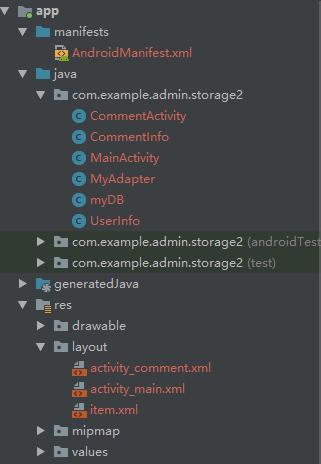 app
manifests
AndroidManifest.xml
java
com.example.admin.storage2
CommentActivity
CommentInfo
MainActivity
MyAdapter
myDB
UserInfo
com.example.admin.storage2 (androidTest
com.example.admin.storage2 (test)
generatedJava
res
drawable
layout
activity_comment.xml
activity_main.xml
item.xml
mipmap
values